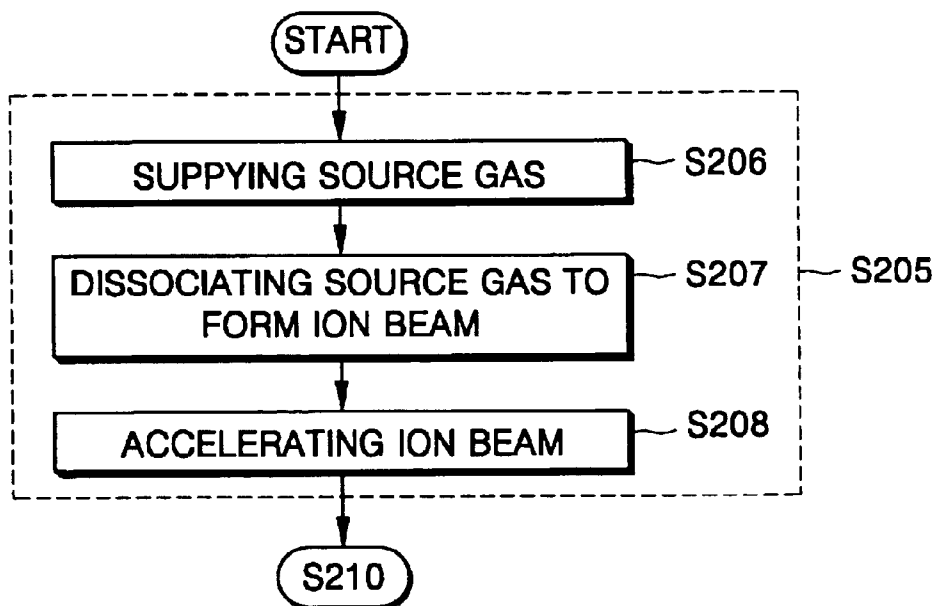 START
SUPPYING SOURCE GAS
S206
DISSOCIATING SOURCE GAS TO
FORM ION BEAM
S207
S205
ACCELERATING ION BEAM
S208
S210